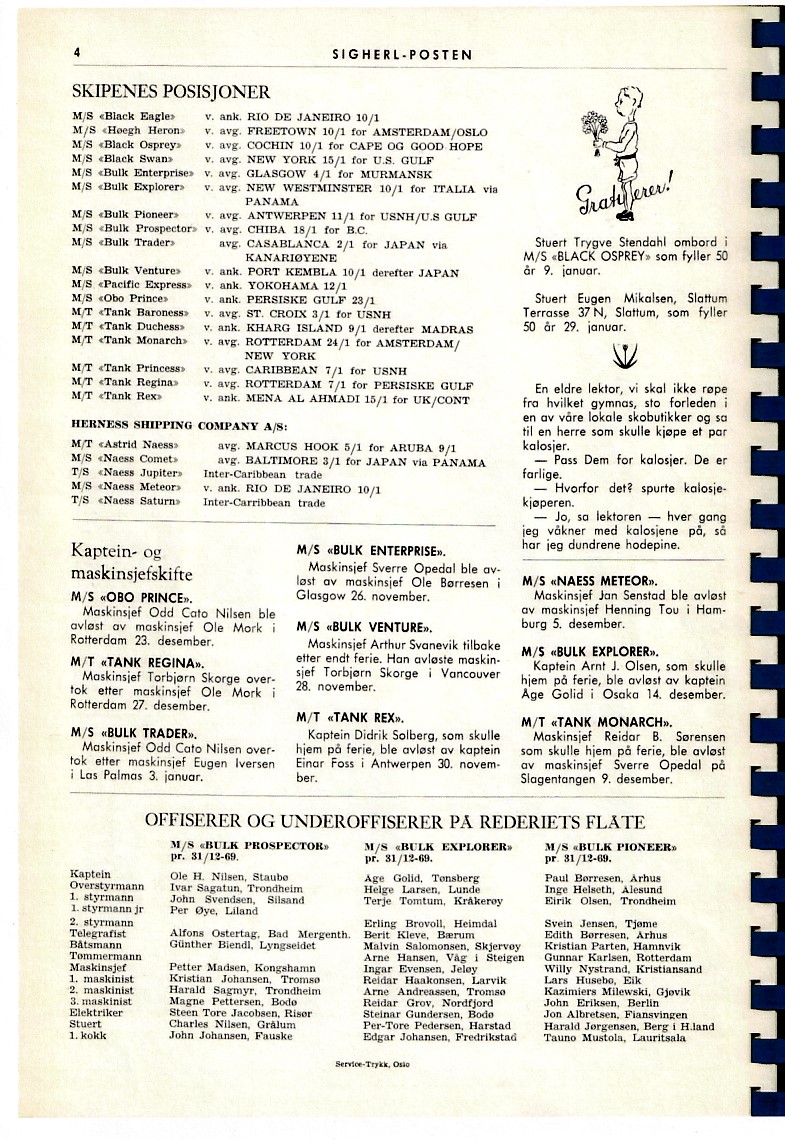 4
SIGHERL-POSTEN
SKIPENES POSISJONER
M/S «Black Eagle» v. ank. RIO DE JANEIRO 10/1
M/S «Høegh Heron» v. avg. FREETOWN 10/1 for AMSTERDAM/OSLO
M/S «Black Osprey» v. avg. COCHIN 10/1 for CAPE OG GOOD HOPE
M/S «Black Swan» v. avg. NEW YORK 15/1 for U.S. GULF
M/S «Bulk Enterprise» v. avg. GLASGOW 4/1 for MURMANSK
M/S «Bulk Explorer» v. avg. NEW WESTMINSTER 10/1 for ITALIA via
PANAMA
M/S «Bulk Pioneer» v. avg. ANTWERPEN 11/1 for USNH/U.S GULF
M/S «Bulk Prospector» v. avg. CHIBA 18/1 for B.C.
M/S «Bulk Trader» avg. CASABLANCA 2/1 for JAPAN via
KANARIØYENE
M/S «Bulk Venture» v. ank. PORT KEMBLA 10/1 derefter JAPAN
M/S «Pacific Express» v. ank. YOKOHAMA 12/1
M/S «Obo Prince» v. ank. PERSISKE GULF 23/1
M/T «Tank Baroness» v. avg. ST. CROIX 3/1 for USNH
M/T «Tank Duchess» v. ank. KHARG ISLAND 9/1 derefter MADRAS
M/T «Tank Monarch» v. avg. ROTTERDAM 24/1 for AMSTERDAM/
NEW YORK
M/T «Tank Princess» v. avg. CARIBBEAN 7/1 for USNH
M/T «Tank Regina» v. avg. ROTTERDAM 7/1 for PERSISKE GULF
M/T «Tank Rex» v. ank. MENA AL AHMADI 15/1 for UK/CONT
HERNESS SHIPPING COMPANY A/S:
M/T «Astrid Naess» avg. MARCUS HOOK 5/1 for ARUBA 9/1
M/S «Naess Comet» avg. BALTIMORE 3/1 for JAPAN via PANAMA
T/S «Naess Jupiter» Inter-Caribbean trade
M/S «Naess Meteor» v. ank. RIO DE JANEIRO 10/1
T/S «Naess Saturn» Inter-Carribbean trade
Gratulerer!
Stuert Trygve Stendahl ombord i
M/S «BLACK OSPREY» som fyller 50
år 9. januar.
Stuert Eugen Mikalsen, Slattum
Terrasse 37 N, Slattum, som fyller
50 år 29. januar.
En eldre lektor, vi skal ikke røpe
fra hvilket gymnas, sto forleden i
en av våre lokale skobutikker og sa
til en herre som skulle kjøpe et par
kalosjer.
— Pass Dem for kalosjer. De er
farlige.
— Hvorfor det? spurte kalosje-
kjøperen.
— Jo, sa lektoren — hver gang
jeg våkner med kalosjene på, så
har jeg dundrene hodepine.
Kaptein- og
maskinsjefskifte
M/S «OBO PRINCE».
Maskinsjef Odd Cato Nilsen ble
avløst av maskinsjef Ole Mork i
Rotterdam 23. desember.
M/T «TANK REGINA».
Maskinsjef Torbjørn Skorge over-
tok etter maskinsjef Ole Mork i
Rotterdam 27. desember.
M/S «BULK TRADER».
Maskinsjef Odd Cato Nilsen over-
tok etter maskinsjef Eugen Iversen
i Las Palmas 3. januar.
M/S «BULK ENTERPRISE».
Maskinsjef Sverre Opedal ble av-
løst av maskinsjef Ole Børresen i
Glasgow 26. november.
M/S «BULK VENTURE».
Maskinsjef Arthur Svanevik tilbake
etter endt ferie. Han avløste maskin-
sjef Torbjørn Skorge i Vancouver
28. november.
M/T «TANK REX».
Kaptein Didrik Solberg, som skulle
hjem på ferie, ble avløst av kaptein
Einar Foss i Antwerpen 30. novem-
ber.
M/S «NAESS METEOR».
Maskinsjef Jan Senstad ble avløst
av maskinsjef Henning Tou i Ham-
burg 5. desember.
M/S «BULK EXPLORER».
Kaptein Arnt J. Olsen, som skulle
hjem på ferie, ble avløst av kaptein
Åge Golid i Osaka 14. desember.
M/T «TANK MONARCH».
Maskinsjef Reidar B. Sørensen
som skulle hjem på ferie, ble avløst
av maskinsjef Sverre Opedal på
Slagentangen 9. desember.
OFFISERER OG UNDEROFFISERER PÅ REDERIETS FLÅTE
M/S «BULK PROSPECTOR» M/S «BULK EXPLORER» M/S «BULK PIONEER»
pr. 31/12-69. pr. 31/12-69. pr. 31/12-69.
Kaptein Ole H. Nilsen, Staubø Åge Golid, Tønsberg Paul Børresen, Århus
Overstyrmann Ivar Sagatun, Trondheim Helge Larsen, Lunde Inge Helseth, Ålesund
1. styrmann John Svendsen, Silsand Terje Tomtum, Kråkerøy Eirik Olsen, Trondheim
1. styrmann jr Per Øye, Liland
2. styrmann Erling Brovoll, Heimdal Svein Jensen, Tjøme
Telegrafist Alfons Ostertag, Bad Mergenth. Berit Kleve, Bærum Edith Børresen, Århus
Båtsmann Günther Biendl, Lyngseidet Malvin Salomonsen, Skjervøy Kristian Parten, Hamnvik
Tømmermann Arne Hansen, Våg i Steigen Gunnar Karlsen, Rotterdam
Maskinsjef Petter Madsen, Kongshamn Ingar Evensen, Jeløy Willy Nystrand, Kristiansand
1. maskinist Kristian Johansen, Tromsø Reidar Haakonsen, Larvik Lars Husebø, Eik
2. maskinist Harald Sagmyr, Trondheim Arne Andreassen, Tromsø Kazimiers Milewski, Gjøvik
3. maskinist Magne Pettersen, Bodø Reidar Grov, Nordfjord John Eriksen, Berlin
Elektriker Steen Tore Jacobsen, Risør Steinar Gundersen, Bodø Jon Albretsen, Fiansvingen
Stuert Charles Nilsen, Grålum Per-Tore Pedersen, Harstad Harald Jørgensen, Berg i H.land
1. kokk John Johansen, Fauske Edgar Johansen, Fredrikstad Tauno Mustola, Lauritsala
Service-Trykk, Oslo